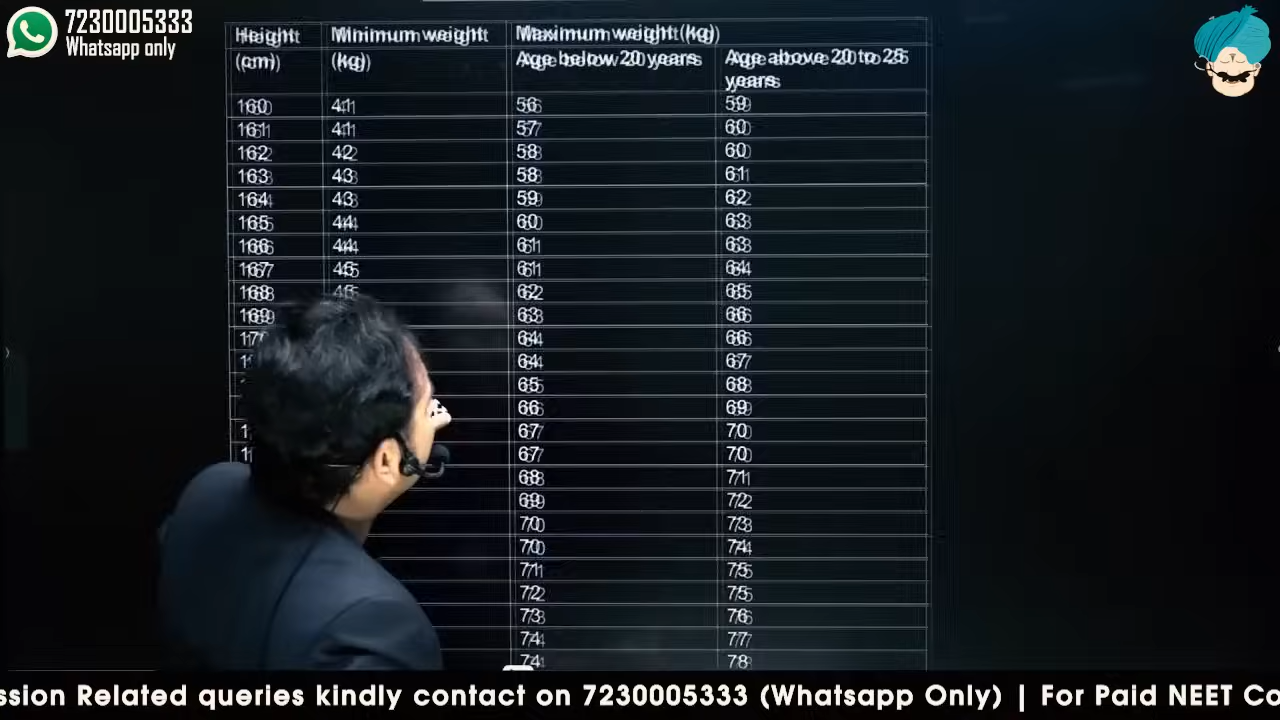 7230005333
Whatsapp only
Height Minimum weight Maximum weight (kg)
(cm) (kg) Age below 20 years Age above 20 to 25
years
160 41 56 59
161 41 57 60
162 42 58 60
163 43 58 61
164 43 59 62
165 44 60 63
166 44 61 63
167 45 61 64
168 45 62 65
169 63 66
64 66
64 67
65 68
66 69
67 70
67 70
68 71
69 72
70 73
70 74
71 75
72 75
73 76
74 77
74 78
ssion Related queries kindly contact on 7230005333 (Whatsapp Only) | For Paid NEET Co